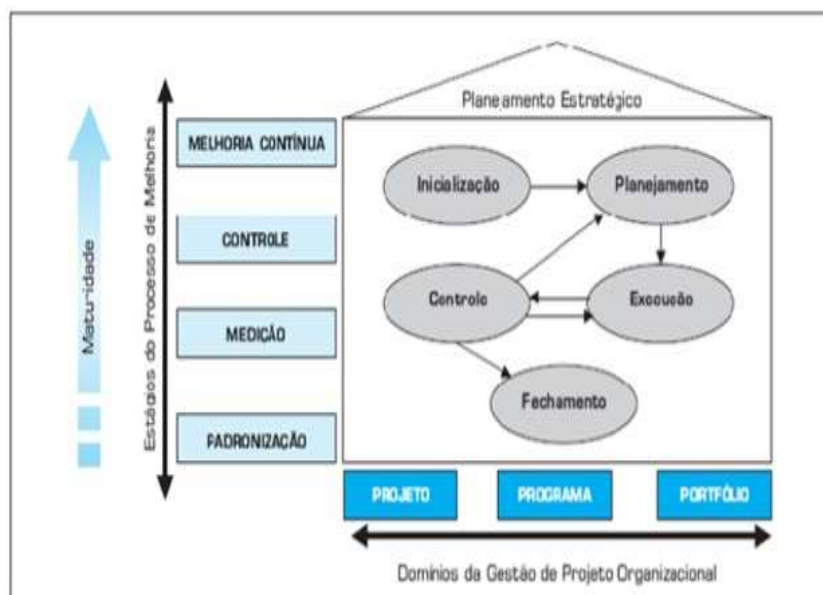 Planeamento Estratégico
MELHORIA CONTÍNUA
CONTROLE
MEDIÇÃO
PADRONIZAÇÃO
Maturidade
Estágios do Processo de Melhoria
Inicialização
Planejamento
Controle
Execução
Fechamento
PROJETO
PROGRAMA
PORTFÓLIO
Domínios da Gestão de Projeto Organizacional